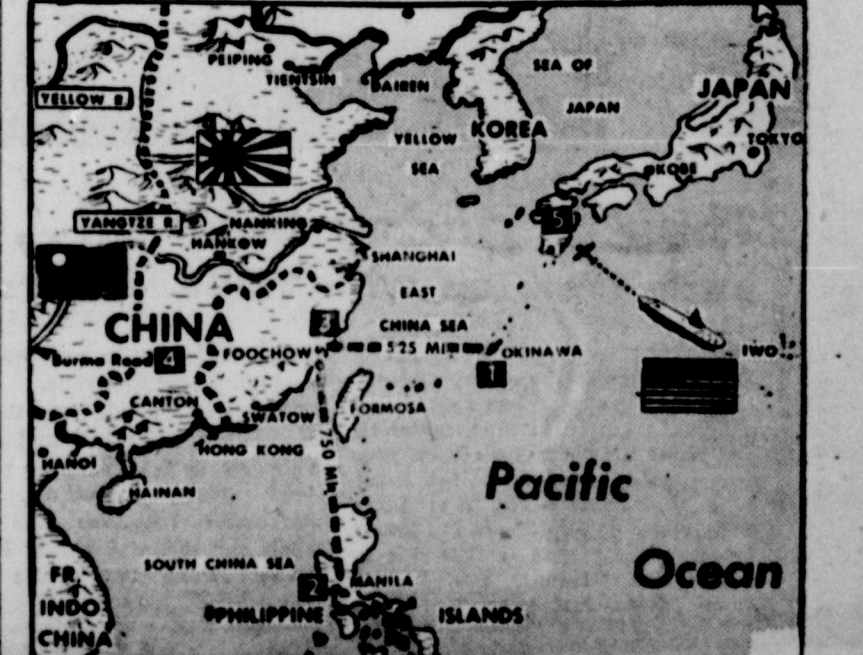 PEIPING
TIENTSIN
DAIREN
SEA OF
JAPAN
JAPAN
YELLOW R.
YELLOW
SEA
KOREA
TOKYO
KOBE
YANGTZE R.
NANKING
HANKOW
5
SHANGHAI
EAST
CHINA SEA
CHINA
3
Burma Road
4
FOOCHOW
525 MI.
OKINAWA
1
IWO
CANTON
SWATOW
FORMOSA
HONG KONG
750 MI.
HANOI
HAINAN
Pacific
Ocean
SOUTH CHINA SEA
2
MANILA
PHILIPPINE
ISLANDS
FR
INDO
CHINA